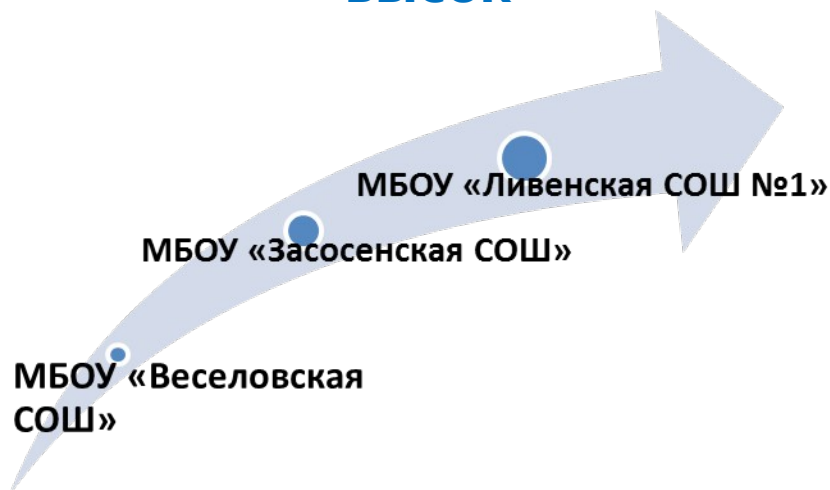 МБОУ «Ливенская СОШ №1»
МБОУ «Засосенская СОШ»
МБОУ «Веселовская
СОШ»